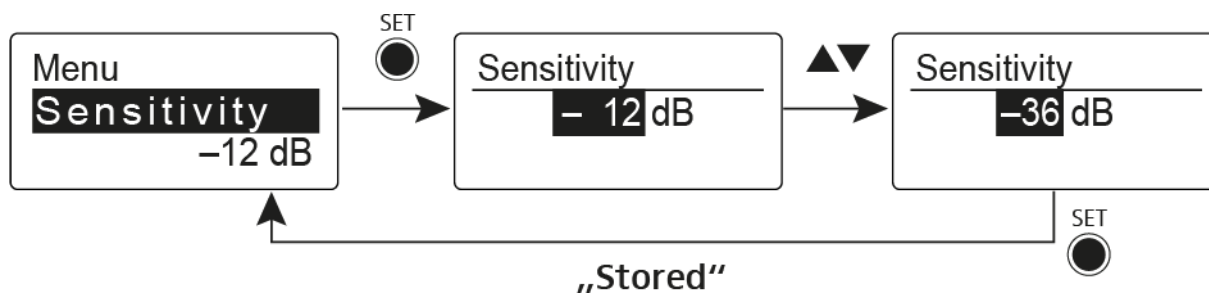 SET
Menu
Sensitivity
–12 dB
Sensitivity
– 12 dB
Sensitivity
–36 dB
SET
„Stored“